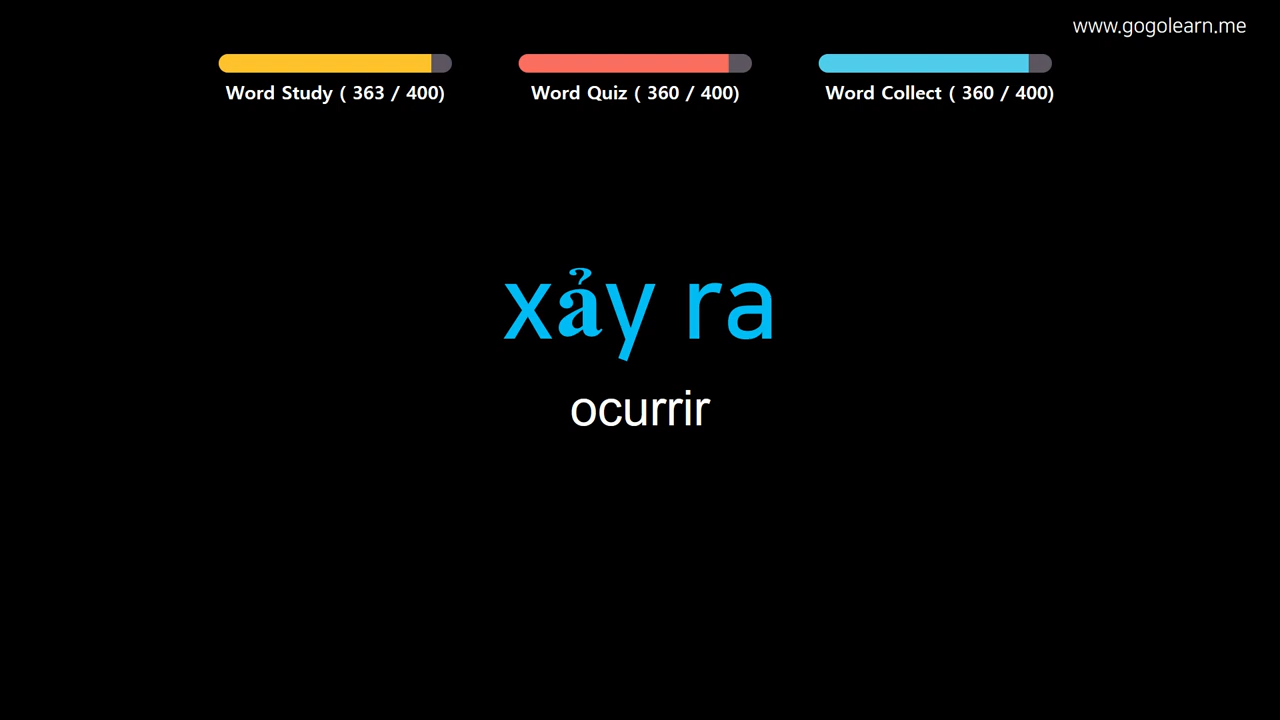 www.gogolearn.me
Word Study ( 363 / 400)
Word Quiz ( 360 / 400)
Word Collect ( 360 / 400)
xảy ra
ocurrir